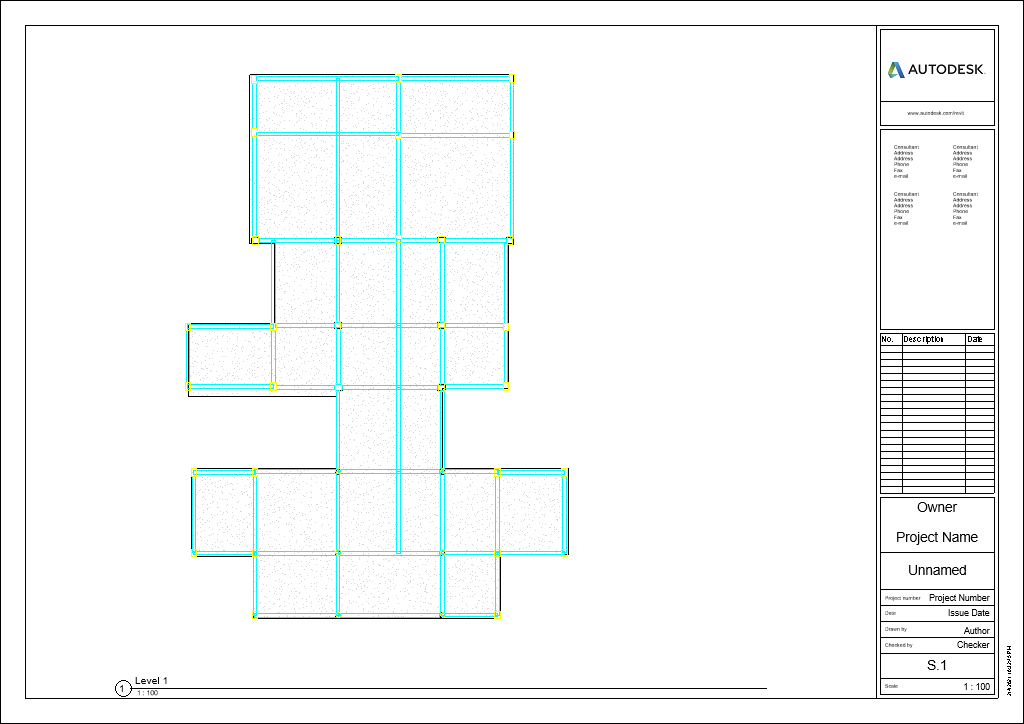 AUTODESK.
www.autodesk.com/revit
Consultant
Address
Address
Phone
Fax
e-mail
Consultant
Address
Address
Phone
Fax
e-mail
Consultant
Address
Address
Phone
Fax
e-mail
Consultant
Address
Address
Phone
Fax
e-mail
No. Description Date
Owner
Project Name
Unnamed
Project number Project Number
Date Issue Date
Drawn by Author
Checked by Checker
S.1
Scale 1 : 100
1 Level 1
1 : 100